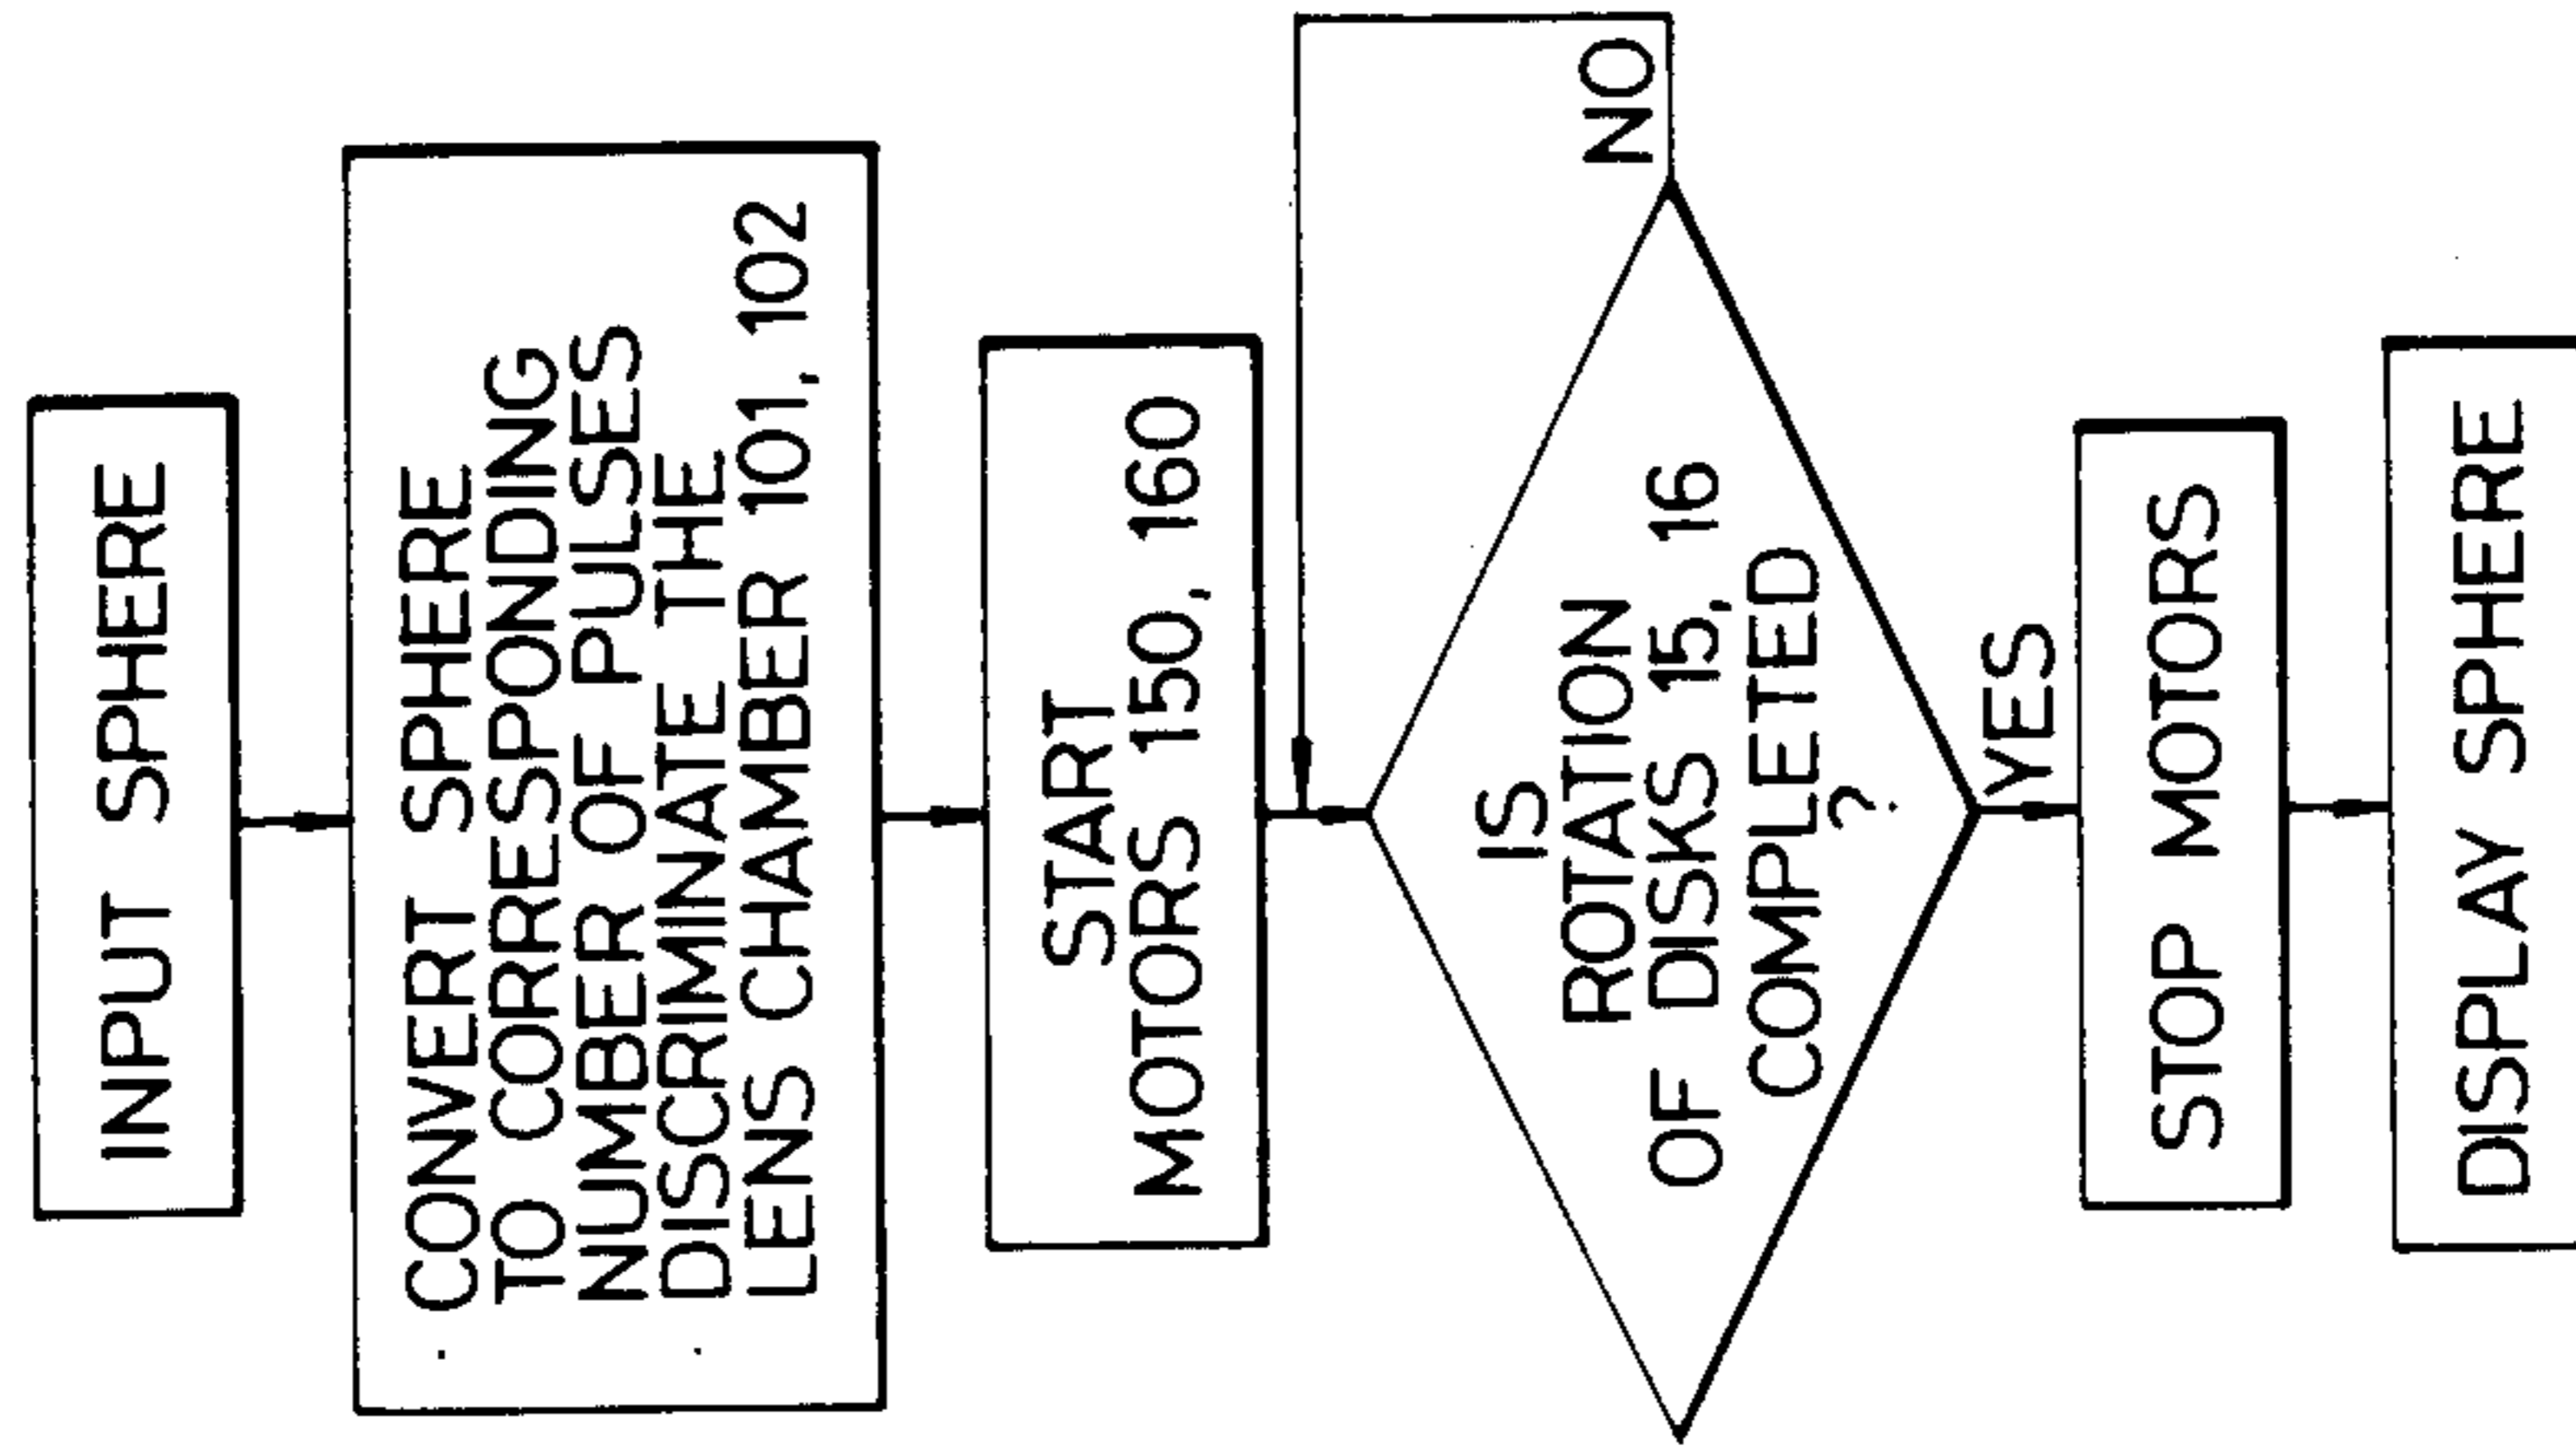 INPUT SPHERE
CONVERT SPHERE
TO CORRESPONDING
NUMBER OF PULSES
DISCRIMINATE THE
LENS CHAMBER 101, 102
START
MOTORS 150, 160
IS
ROTATION
OF DISKS 15, 16
COMPLETED
?
NO
YES
STOP MOTORS
DISPLAY SPHERE